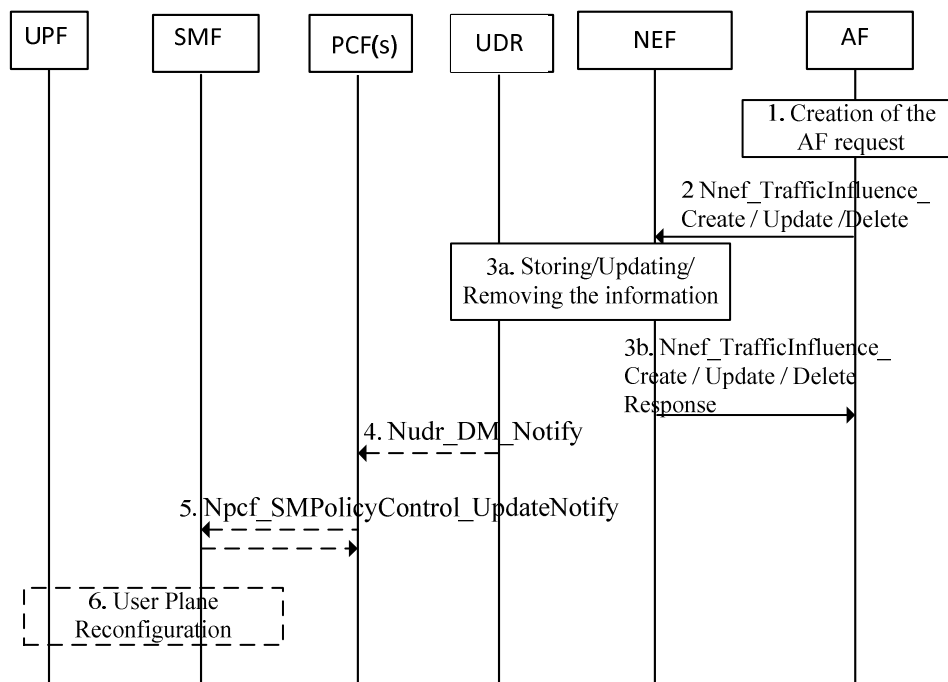 UPF
SMF
PCF(s)
UDR
NEF
AF
1. Creation of the
AF request
2 Nnef_TrafficInfluence_
Create / Update /Delete
3a. Storing/Updating/
Removing the information
3b. Nnef_TrafficInfluence_
Create / Update / Delete
Response
4. Nudr_DM_Notify
5. Npcf_SMPolicyControl_UpdateNotify
6. User Plane
Reconfiguration